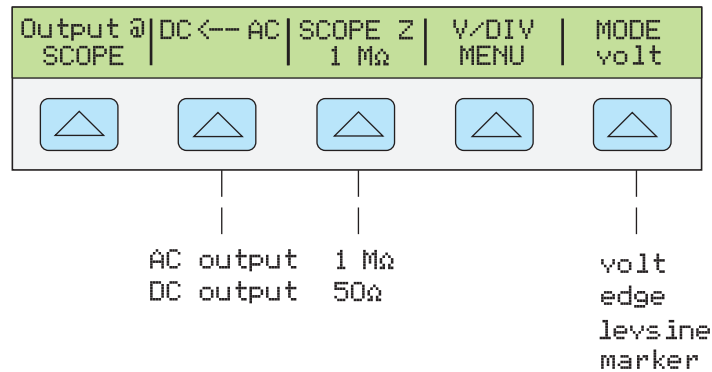 Output @ DC<-- AC SCOPE Z V/DIV MODE
SCOPE 1 MΩ MENU volt
AC output 1 MΩ volt
DC output 50Ω edge
levsine
marker